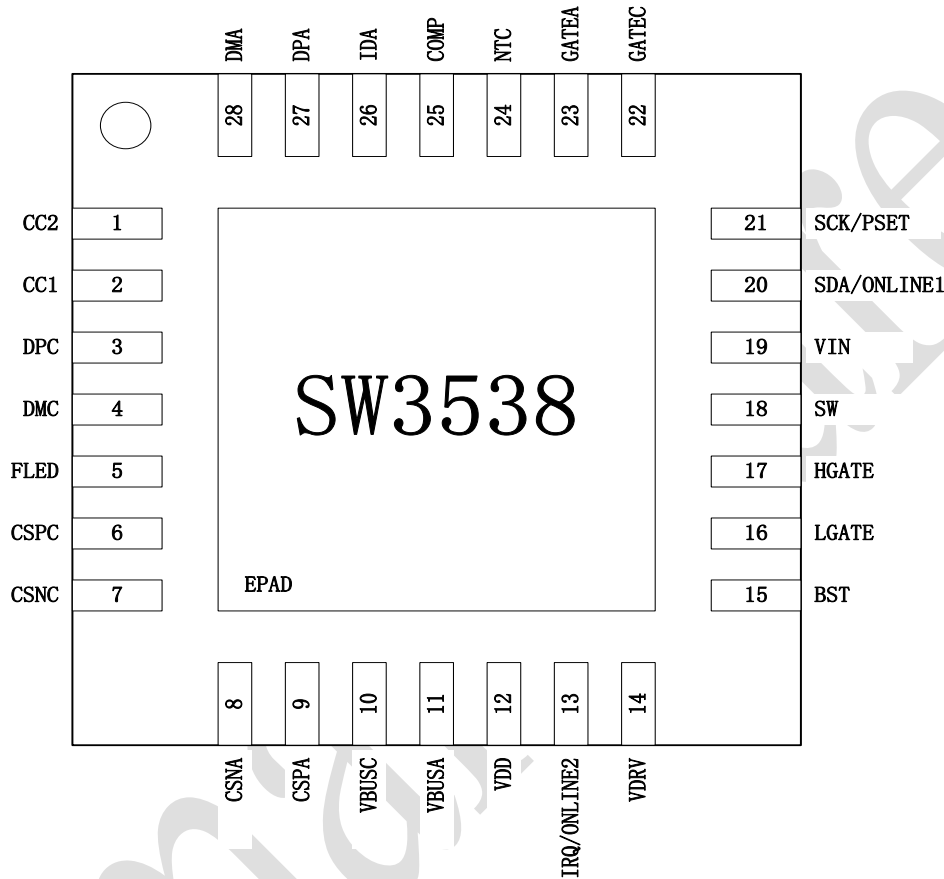 DMA DPA IDA COMP NTC GATEA GATEC
28 27 26 25 24 23 22
CC2 1 21 SCK/PSET
CC1 2 20 SDA/ONLINE1
DPC 3 19 VIN
DMC 4 18 SW
SW3538
FLED 5 17 HGATE
CSPC 6 16 LGATE
CSNC 7 15 BST
EPAD
8 9 10 11 12 13 14
CSNA CSPA VBUSC VBUSA VDD IRQ/ONLINE2 VDRV